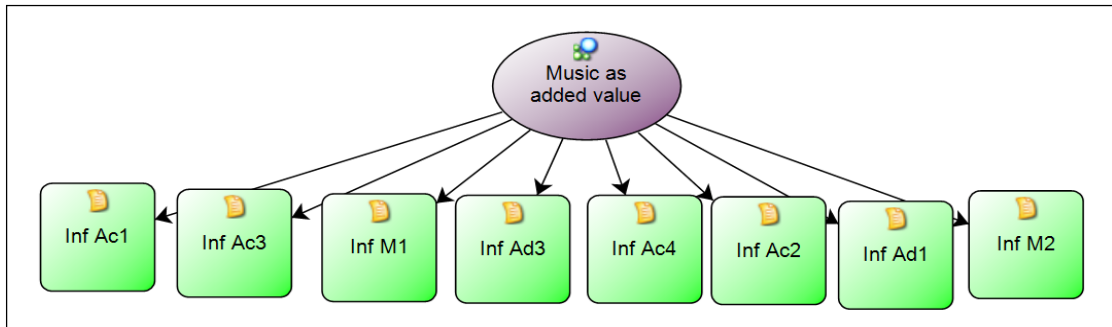 Music as
added value
Inf Ac1
Inf Ac3
Inf M1
Inf Ad3
Inf Ac4
Inf Ac2
Inf Ad1
Inf M2